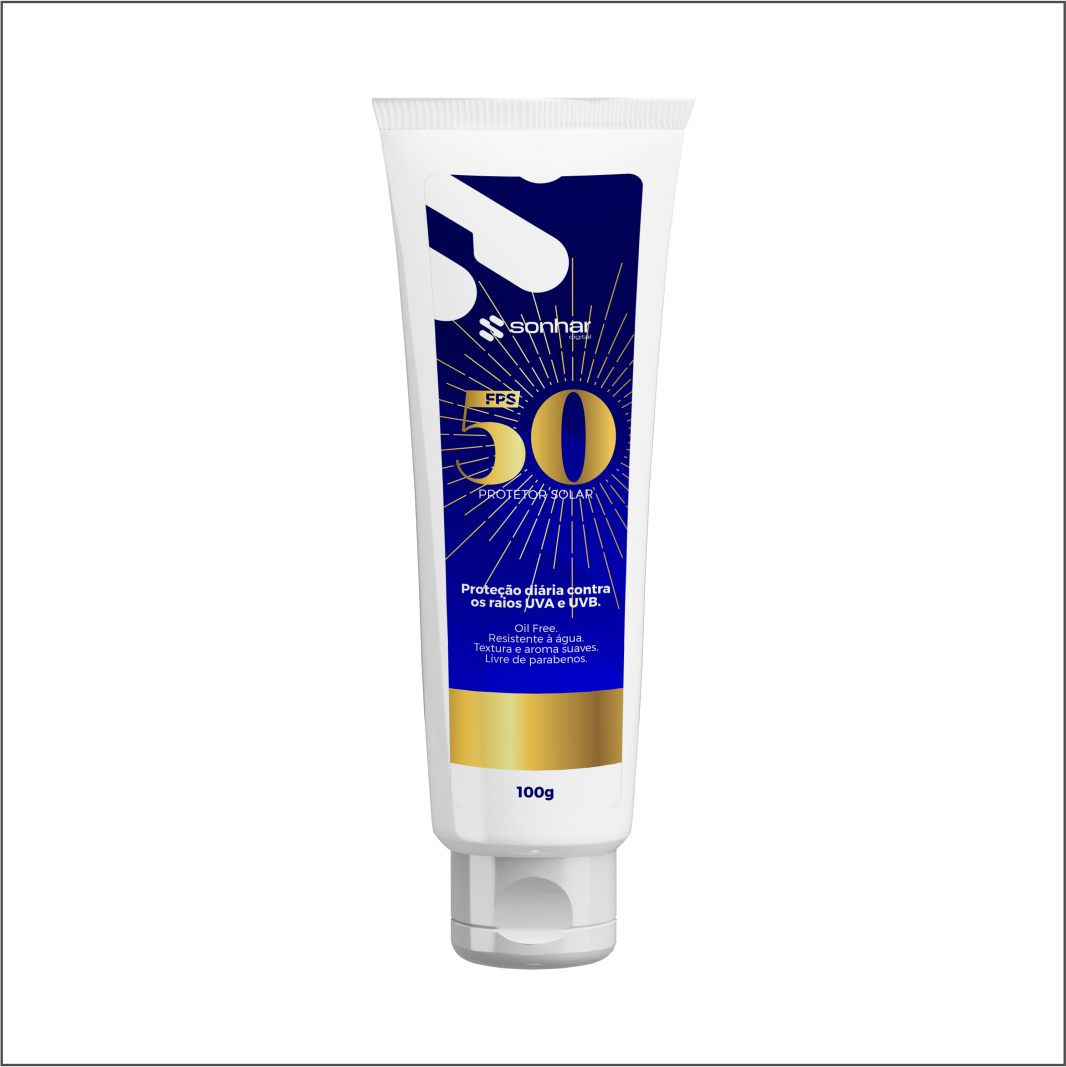 sonhar
digital
FPS
50
PROTETOR SOLAR
Proteção diária contra
os raios UVA e UVB.
Oil Free.
Resistente à água.
Textura e aroma suaves.
Livre de parabenos.
100g